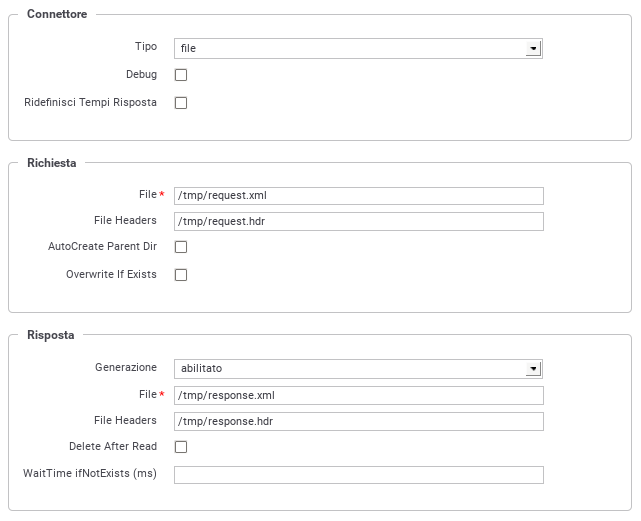 Connettore
Tipo file
Debug
Ridefinisci Tempi Risposta
Richiesta
File * /tmp/request.xml
File Headers /tmp/request.hdr
AutoCreate Parent Dir
Overwrite If Exists
Risposta
Generazione abilitato
File * /tmp/response.xml
File Headers /tmp/response.hdr
Delete After Read
WaitTime ifNotExists (ms)